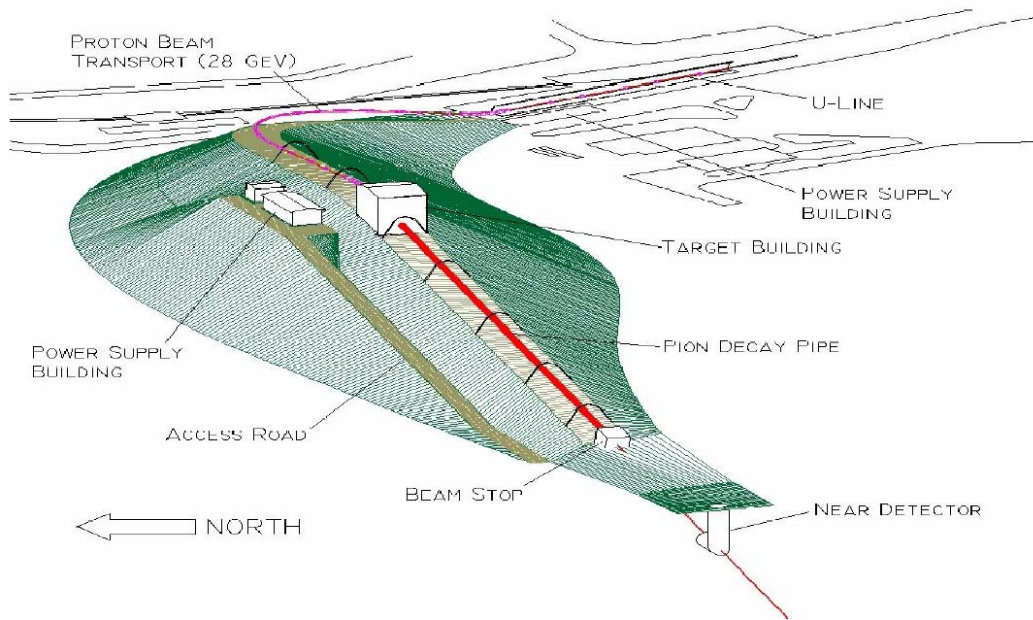 PROTON BEAM
TRANSPORT (28 GEV)
U-LINE
POWER SUPPLY
BUILDING
TARGET BUILDING
PION DECAY PIPE
POWER SUPPLY
BUILDING
ACCESS ROAD
BEAM STOP
NEAR DETECTOR
NORTH